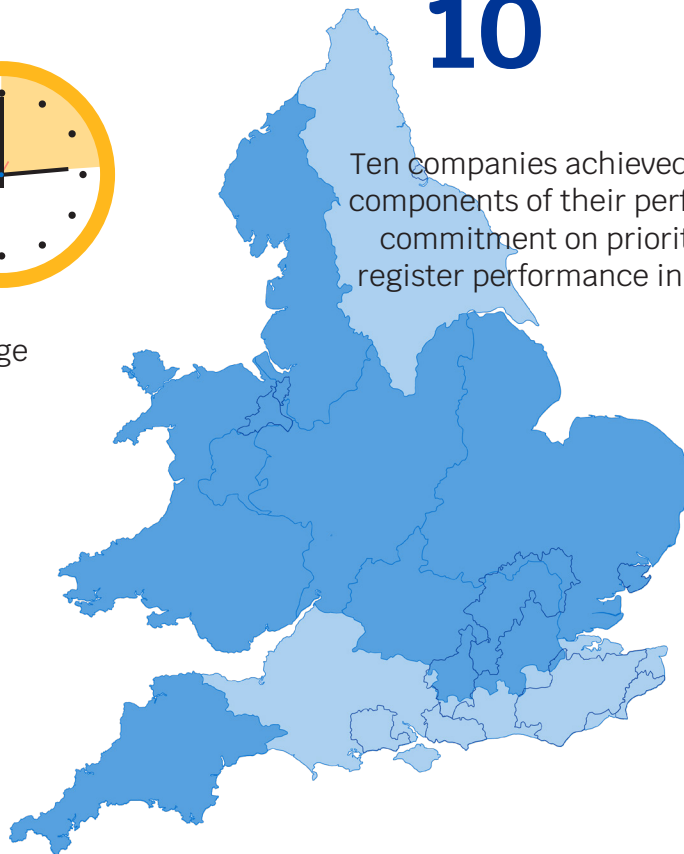 10
Ten companies achieved
components of their perf
commitment on priorit
register performance in
ge